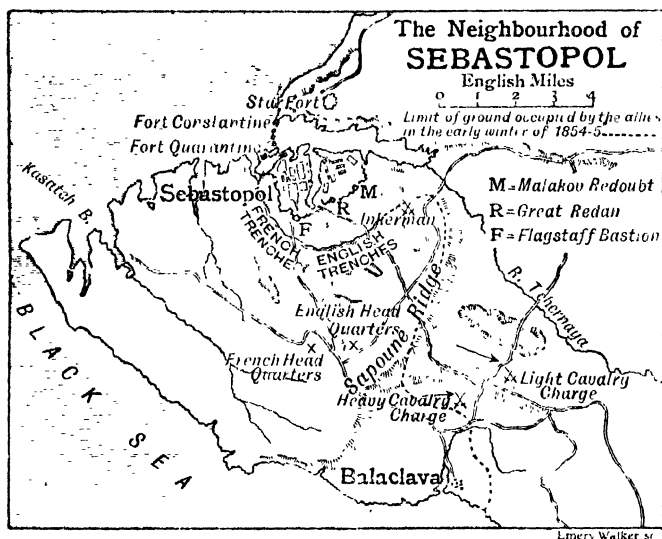 The Neighbourhood of
SEBASTOPOL
English Miles
0 1 2 3 4
Limit of ground occupied by the allies
in the early winter of 1854-5
Star Fort
Fort Constantine
Fort Quarantine
Kasatch B.
Sebastopol
M
R
F
Inkerman
M=Malakov Redoubt
R=Great Redan
F=Flagstaff Bastion
FRENCH
TRENCHE
ENGLISH
TRENCHES
R. Tchernaya
English Head
Quarters
French Head
Quarters
Sapoune Ridge
Light Cavalry
Charge
Heavy Cavalry
Charge
BLACK SEA
Balaclava
Emery Walker sc